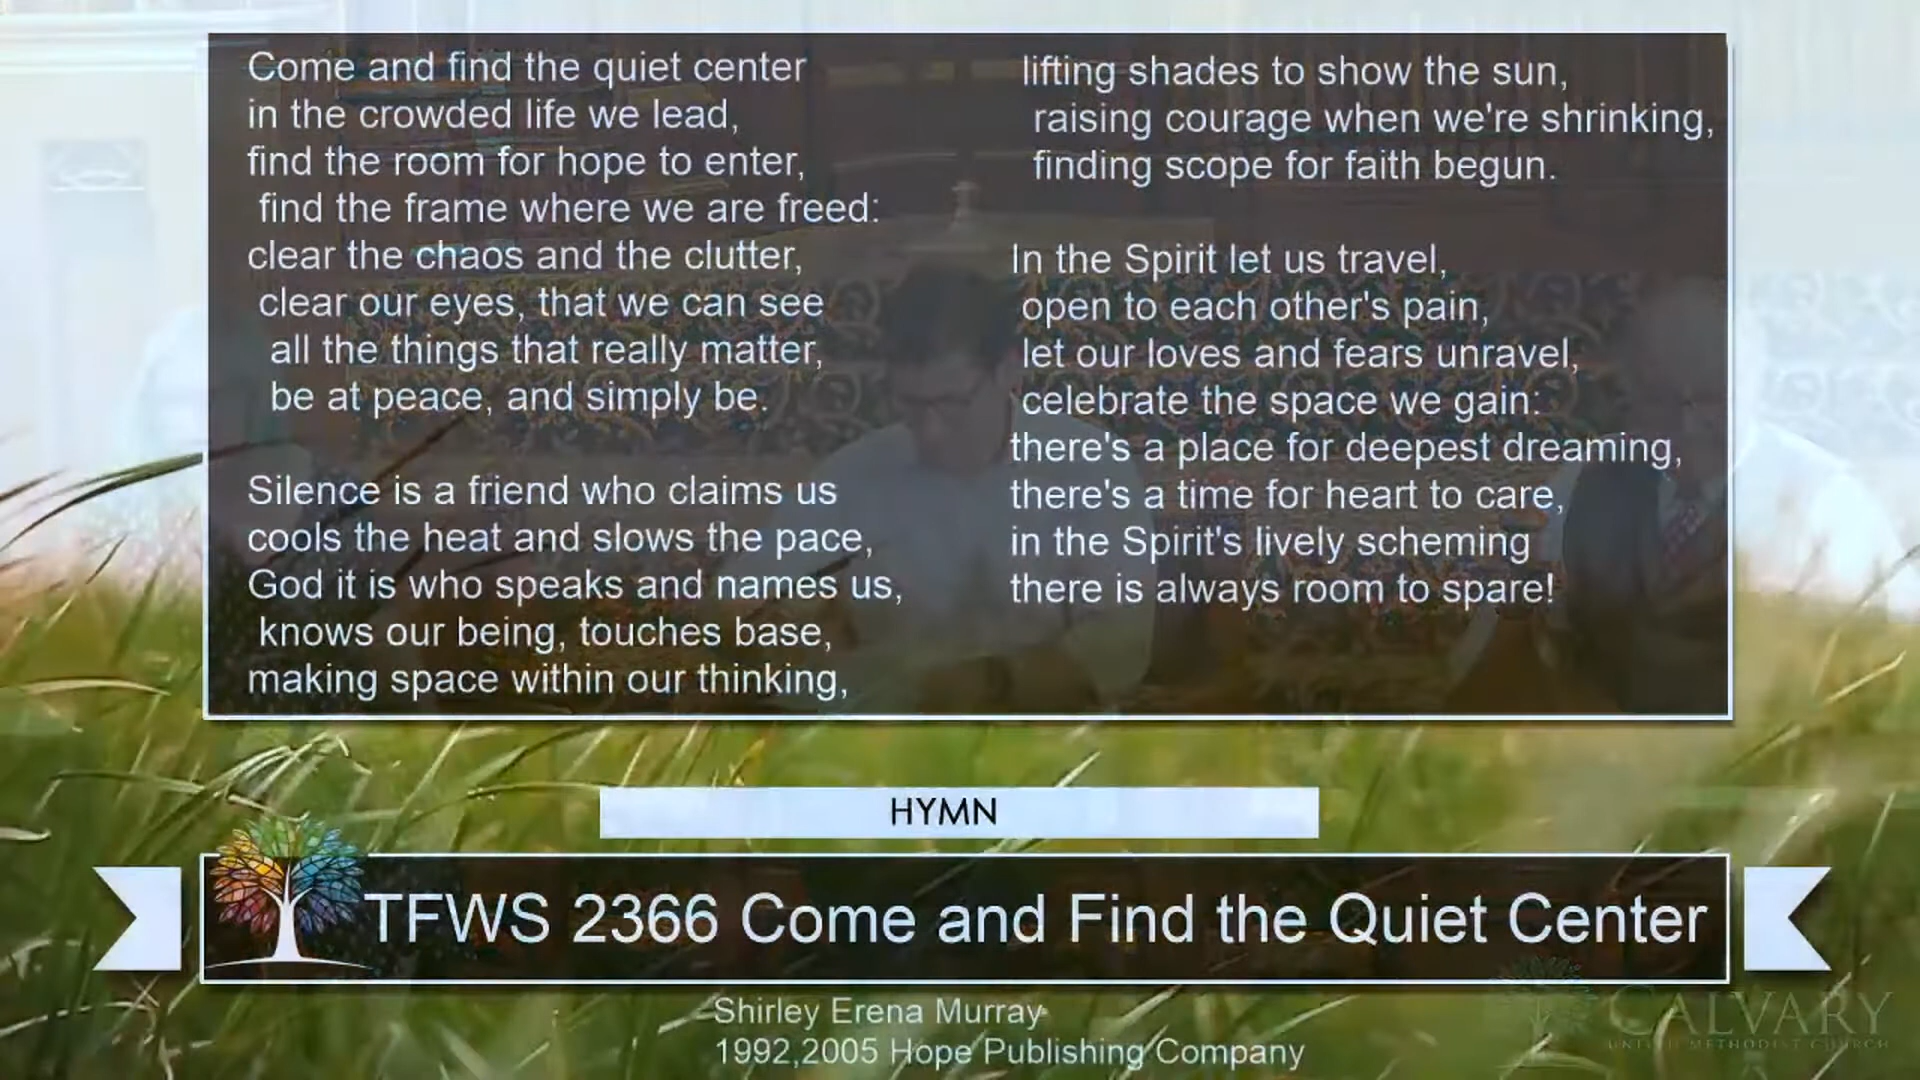 Come and find the quiet center
in the crowded life we lead,
find the room for hope to enter,
find the frame where we are freed:
clear the chaos and the clutter,
clear our eyes, that we can see
all the things that really matter,
be at peace, and simply be.
Silence is a friend who claims us
cools the heat and slows the pace,
God it is who speaks and names us,
knows our being, touches base,
making space within our thinking,
lifting shades to show the sun,
raising courage when we're shrinking,
finding scope for faith begun.
In the Spirit let us travel,
open to each other's pain,
let our loves and fears unravel,
celebrate the space we gain:
there's a place for deepest dreaming,
there's a time for heart to care,
in the Spirit's lively scheming
there is always room to spare!
HYMN
TFWS 2366 Come and Find the Quiet Center
Shirley Erena Murray
1992,2005 Hope Publishing Company
CALVARY
UNITED METHODIST CHURCH